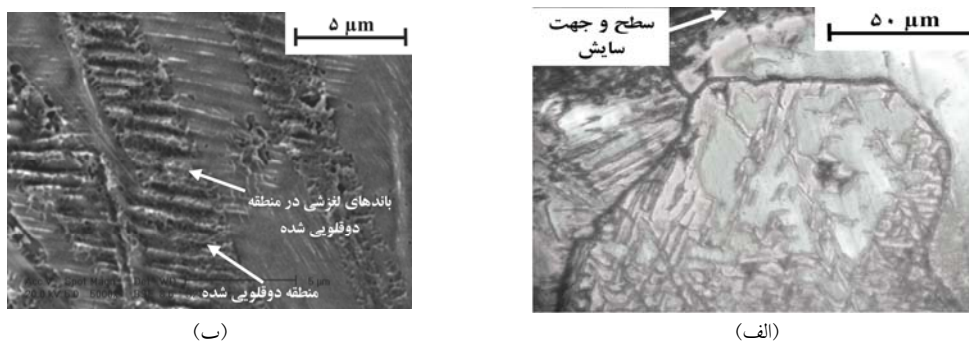 سطح و جهت
سایش
۵۰ µm
۵ µm
باندهای لغزشی در منطقه
دوقلویی شده
منطقه دوقلویی شده
(الف)
(ب)